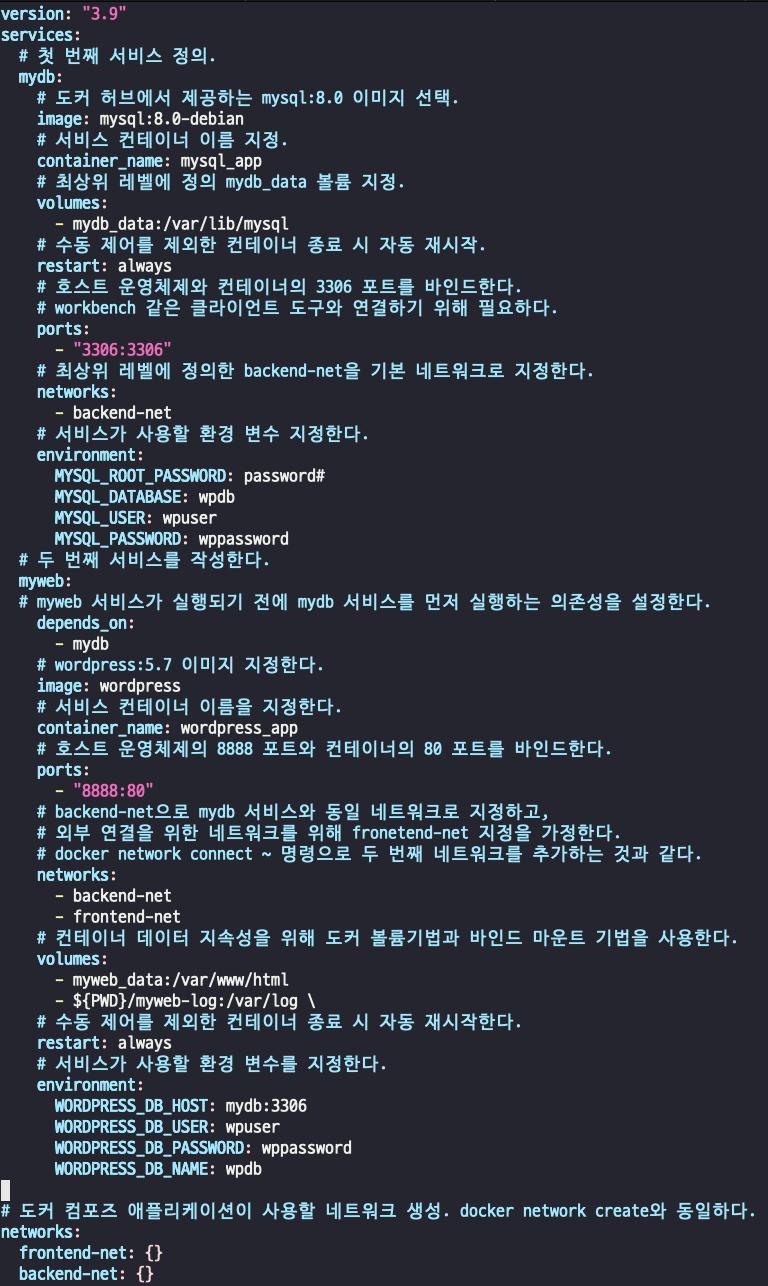 version: "3.9"
services:
  # 첫 번째 서비스 정의.
  mydb:
    # 도커 허브에서 제공하는 mysql:8.0 이미지 선택.
    image: mysql:8.0-debian
    # 서비스 컨테이너 이름 지정.
    container_name: mysql_app
    # 최상위 레벨에 정의 mydb_data 볼륨 지정.
    volumes:
      - mydb_data:/var/lib/mysql
    # 수동 제어를 제외한 컨테이너 종료 시 자동 재시작.
    restart: always
    # 호스트 운영체제와 컨테이너의 3306 포트를 바인드한다.
    # workbench 같은 클라이언트 도구와 연결하기 위해 필요하다.
    ports:
      - "3306:3306"
    # 최상위 레벨에 정의한 backend-net을 기본 네트워크로 지정한다.
    networks:
      - backend-net
    # 서비스가 사용할 환경 변수 지정한다.
    environment:
      MYSQL_ROOT_PASSWORD: password#
      MYSQL_DATABASE: wpdb
      MYSQL_USER: wpuser
      MYSQL_PASSWORD: wppassword
  # 두 번째 서비스를 작성한다.
  myweb:
  # myweb 서비스가 실행되기 전에 mydb 서비스를 먼저 실행하는 의존성을 설정한다.
    depends_on:
      - mydb
    # wordpress:5.7 이미지 지정한다.
    image: wordpress
    # 서비스 컨테이너 이름을 지정한다.
    container_name: wordpress_app
    # 호스트 운영체제의 8888 포트와 컨테이너의 80 포트를 바인드한다.
    ports:
      - "8888:80"
    # backend-net으로 mydb 서비스와 동일 네트워크로 지정하고,
    # 외부 연결을 위한 네트워크를 위해 fronetend-net 지정을 가정한다.
    # docker network connect ~ 명령으로 두 번째 네트워크를 추가하는 것과 같다.
    networks:
      - backend-net
      - frontend-net
    # 컨테이너 데이터 지속성을 위해 도커 볼륨기법과 바인드 마운트 기법을 사용한다.
    volumes:
      - myweb_data:/var/www/html
      - ${PWD}/myweb-log:/var/log \
    # 수동 제어를 제외한 컨테이너 종료 시 자동 재시작한다.
    restart: always
    # 서비스가 사용할 환경 변수를 지정한다.
    environment:
      WORDPRESS_DB_HOST: mydb:3306
      WORDPRESS_DB_USER: wpuser
      WORDPRESS_DB_PASSWORD: wppassword
      WORDPRESS_DB_NAME: wpdb
# 도커 컴포즈 애플리케이션이 사용할 네트워크 생성. docker network create와 동일하다.
networks:
  frontend-net: {}
  backend-net: {}